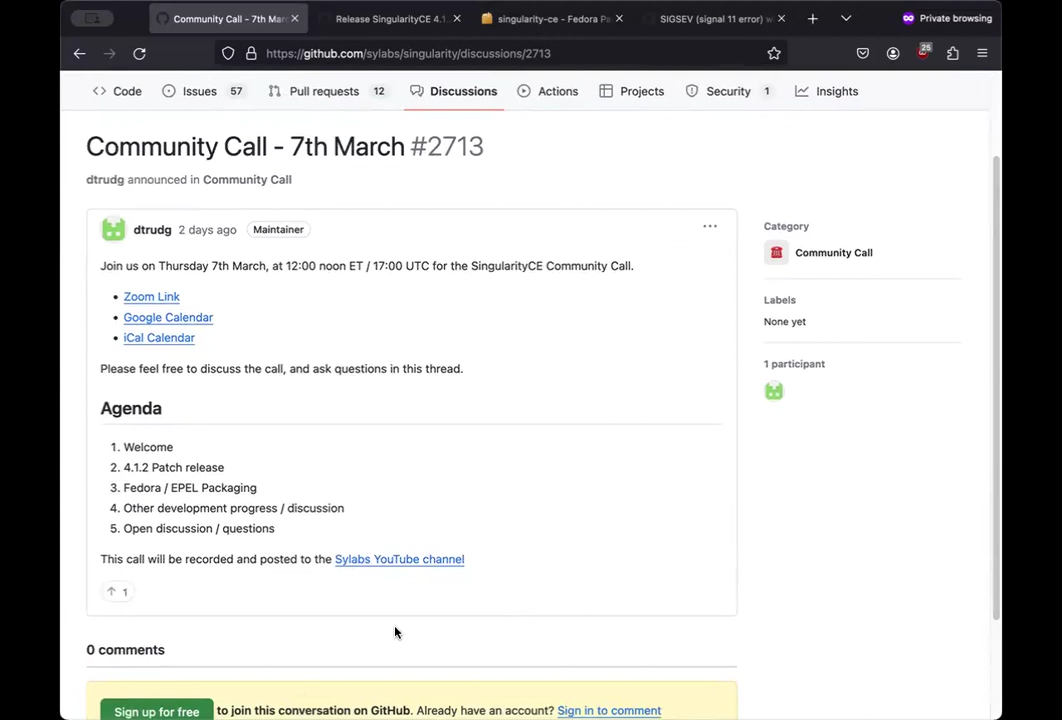 Community Call - 7th Mar
Release SingularityCE 4.1.
singularity-ce - Fedora Pa
SIGSEV (signal 11 error) w
Private browsing
https://github.com/sylabs/singularity/discussions/2713
25
Code
Issues 57
Pull requests 12
Discussions
Actions
Projects
Security 1
Insights
Community Call - 7th March #2713
dtrudg announced in Community Call
dtrudg 2 days ago Maintainer
Join us on Thursday 7th March, at 12:00 noon ET / 17:00 UTC for the SingularityCE Community Call.
• Zoom Link
• Google Calendar
• iCal Calendar
Please feel free to discuss the call, and ask questions in this thread.
Agenda
1. Welcome
2. 4.1.2 Patch release
3. Fedora / EPEL Packaging
4. Other development progress / discussion
5. Open discussion / questions
This call will be recorded and posted to the Sylabs YouTube channel
1
Category
Community Call
Labels
None yet
1 participant
0 comments
Sign up for free to join this conversation on GitHub. Already have an account? Sign in to comment